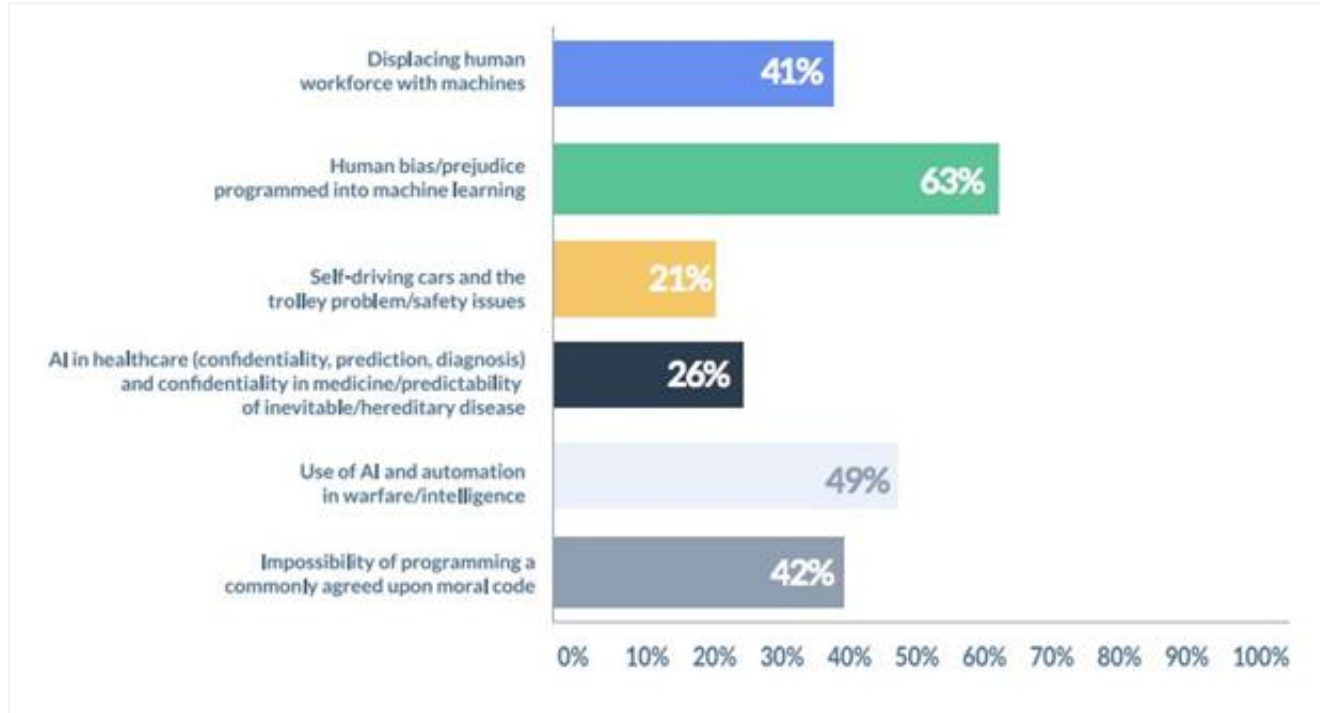 Displacing human
workforce with machines
41%
Human bias/prejudice
programmed into machine learning
63%
Self-driving cars and the
trolley problem/safety issues
21%
AI in healthcare (confidentiality, prediction, diagnosis)
and confidentiality in medicine/predictability
of inevitable/hereditary disease
26%
Use of AI and automation
in warfare/intelligence
49%
Impossibility of programming a
commonly agreed upon moral code
42%
0% 10% 20% 30% 40% 50% 60% 70% 80% 90% 100%